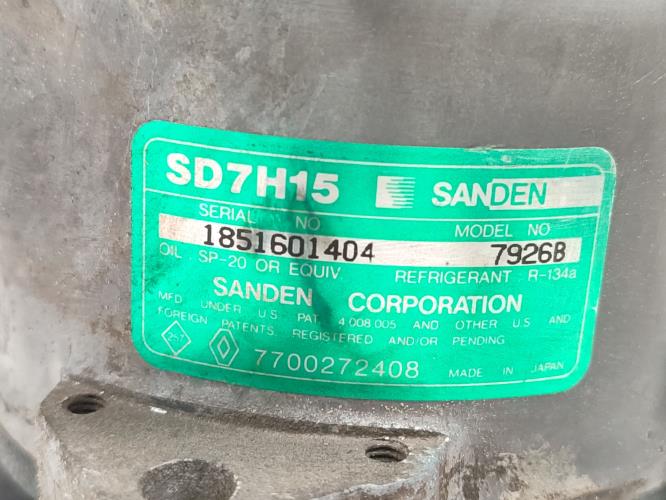 SD7H15 SANDEN
SERIAL NO MODEL NO
1851601404 7926B
OIL SP-20 OR EQUIV. REFRIGERANT R-134a
SANDEN CORPORATION
MFD UNDER U.S. PAT. 4 008 005 AND OTHER U.S. AND
FOREIGN PATENTS, REGISTERED AND/OR PENDING
257 7700272408 MADE IN JAPAN